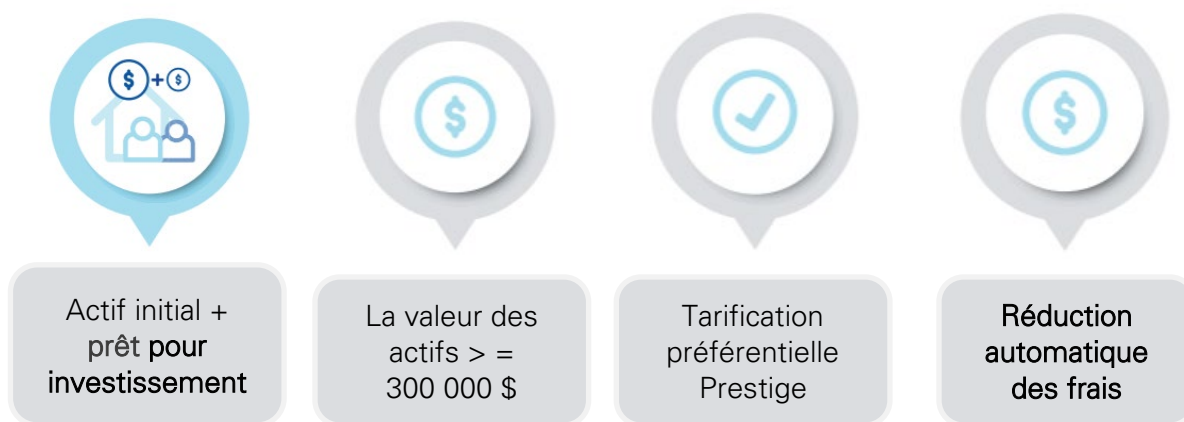 $ + $
$
$
Actif initial +
prêt pour
investissement
La valeur des
actifs > =
300 000 $
Tarification
préférentielle
Prestige
Réduction
automatique
des frais